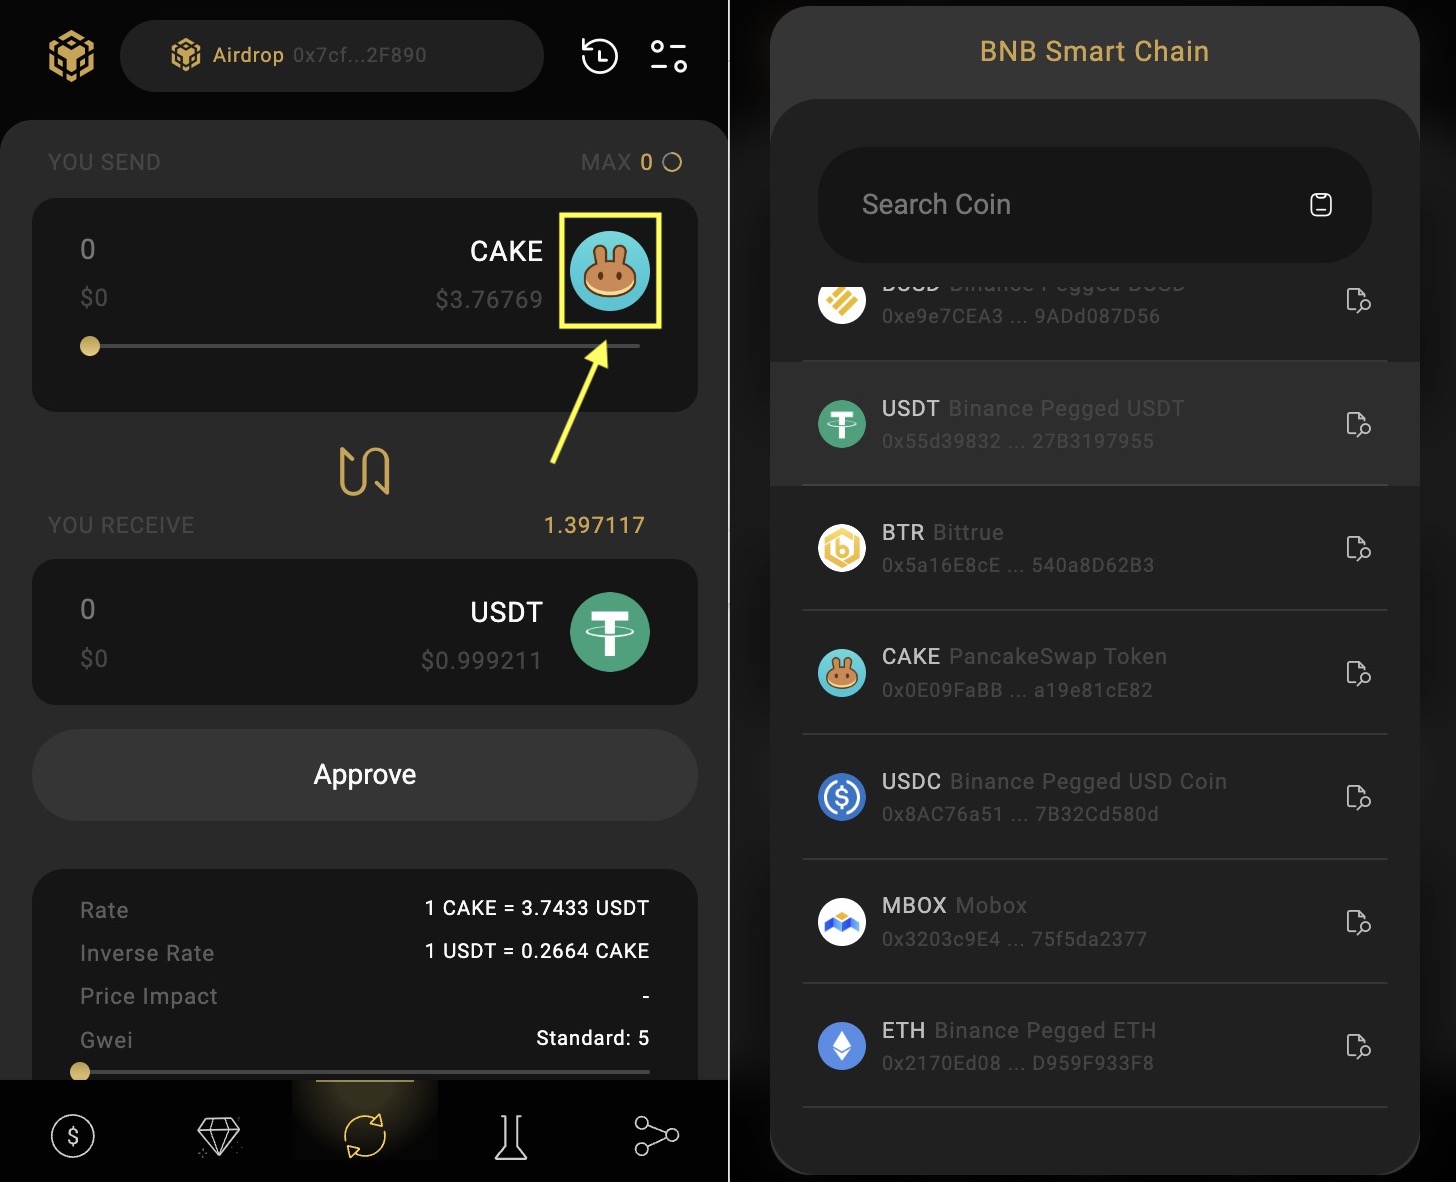 Airdrop 0x7cf...2F890
YOU SEND
MAX 0
0
CAKE
$0
$3.76769
YOU RECEIVE
1.397117
0
USDT
$0
$0.999211
Approve
Rate
1 CAKE = 3.7433 USDT
Inverse Rate
1 USDT = 0.2664 CAKE
Price Impact
-
Gwei
Standard: 5
BNB Smart Chain
Search Coin
BUSD Binance Pegged BUSD
0xe9e7CEA3 ... 9ADd087D56
USDT Binance Pegged USDT
0x55d39832 ... 27B3197955
BTR Bittrue
0x5a16E8cE ... 540a8D62B3
CAKE PancakeSwap Token
0x0E09FaBB ... a19e81cE82
USDC Binance Pegged USD Coin
0x8AC76a51 ... 7B32Cd580d
MBOX Mobox
0x3203c9E4 ... 75f5da2377
ETH Binance Pegged ETH
0x2170Ed08 ... D959F933F8